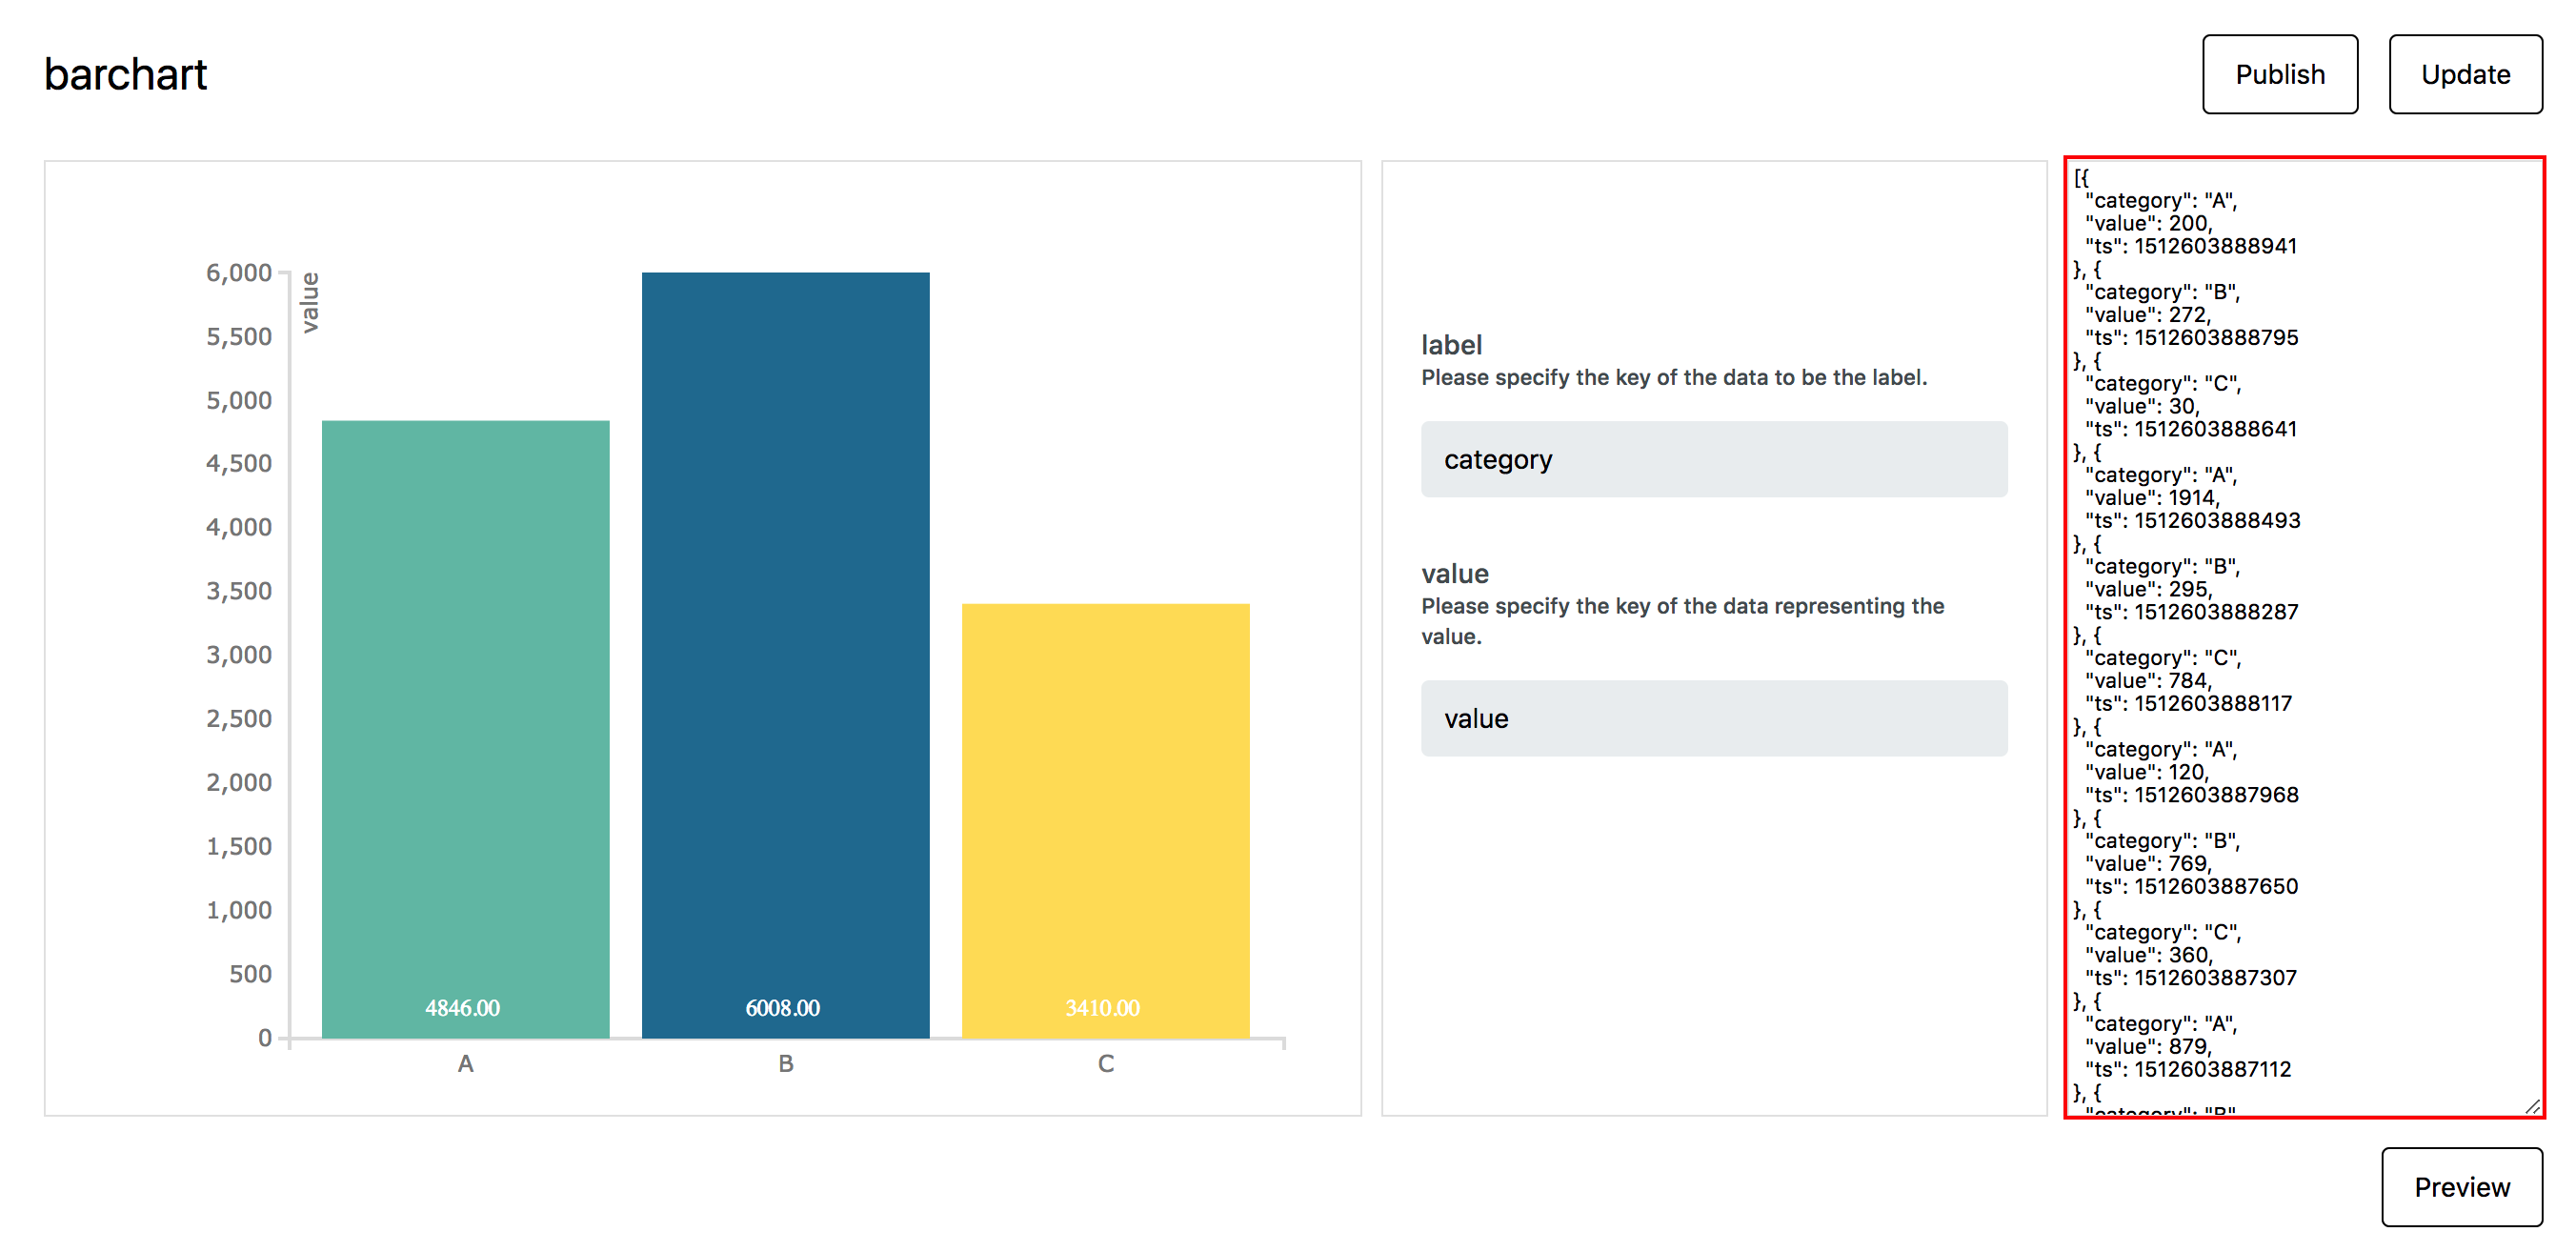 barchart
Publish
Update
6,000
5,500
5,000
4,500
4,000
3,500
3,000
2,500
2,000
1,500
1,000
500
0
value
4846.00
6008.00
3410.00
A
B
C
label
Please specify the key of the data to be the label.
category
value
Please specify the key of the data representing the
value.
value
[{
"category": "A",
"value": 200,
"ts": 1512603888941
}, {
"category": "B",
"value": 272,
"ts": 1512603888795
}, {
"category": "C",
"value": 30,
"ts": 1512603888641
}, {
"category": "A",
"value": 1914,
"ts": 1512603888493
}, {
"category": "B",
"value": 295,
"ts": 1512603888287
}, {
"category": "C",
"value": 784,
"ts": 1512603888117
}, {
"category": "A",
"value": 120,
"ts": 1512603887968
}, {
"category": "B",
"value": 769,
"ts": 1512603887650
}, {
"category": "C",
"value": 360,
"ts": 1512603887307
}, {
"category": "A",
"value": 879,
"ts": 1512603887112
}, {
"category": "B"
Preview